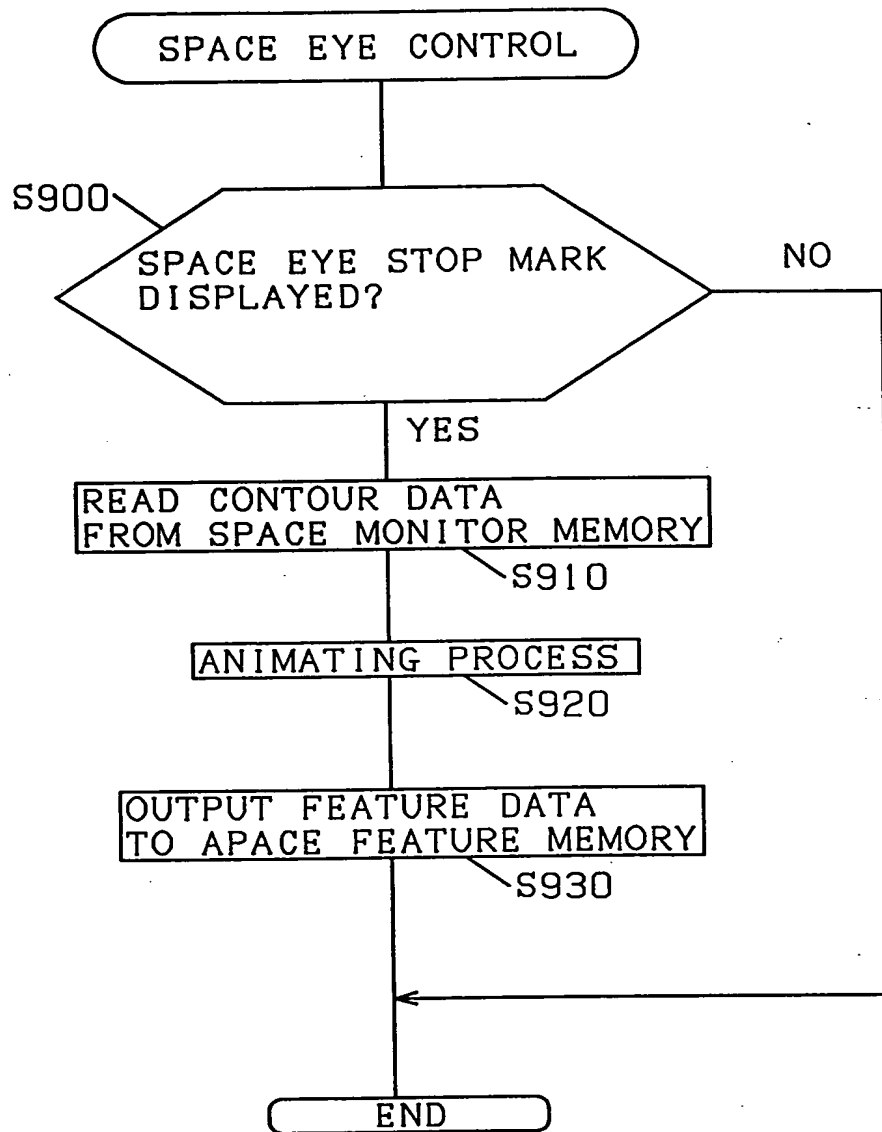 SPACE EYE CONTROL
S900
SPACE EYE STOP MARK
DISPLAYED?
NO
YES
READ CONTOUR DATA
FROM SPACE MONITOR MEMORY
S910
ANIMATING PROCESS
S920
OUTPUT FEATURE DATA
TO APACE FEATURE MEMORY
S930
END